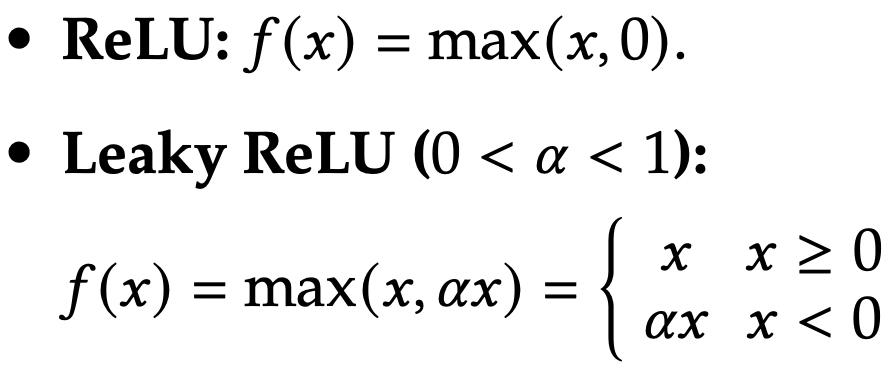 • ReLU: f(x) = max(x, 0).
• Leaky ReLU (0 < α < 1):
f(x) = max(x, αx) = { x x ≥ 0
αx x < 0